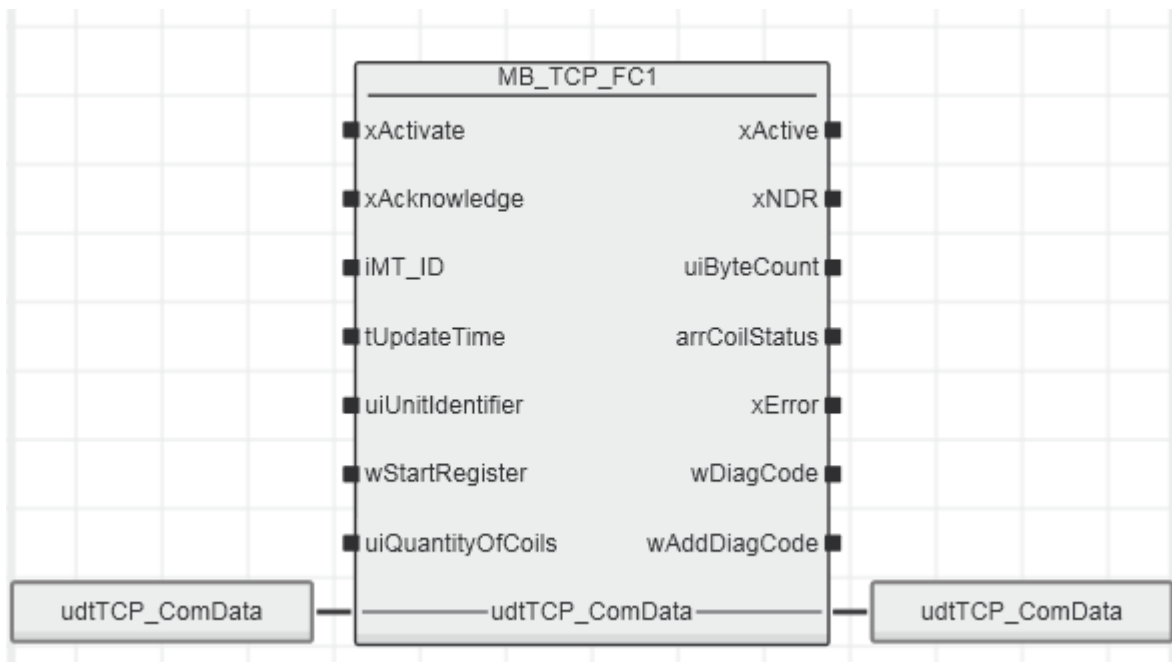 MB_TCP_FC1
xActivate xActive
xAcknowledge xNDR
iMT_ID uiByteCount
tUpdateTime arrCoilStatus
uiUnitIdentifier xError
wStartRegister wDiagCode
uiQuantityOfCoils wAddDiagCode
udtTCP_ComData udtTCP_ComData udtTCP_ComData